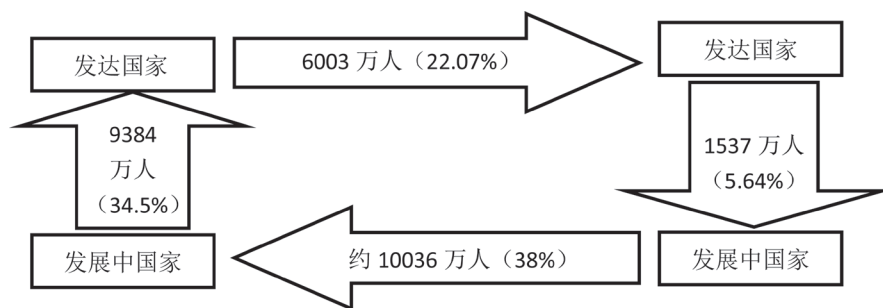 发达国家
6003 万人（22.07%）
发达国家
9384
万人
（34.5%）
1537 万人
（5.64%）
发展中国家
约 10036 万人（38%）
发展中国家